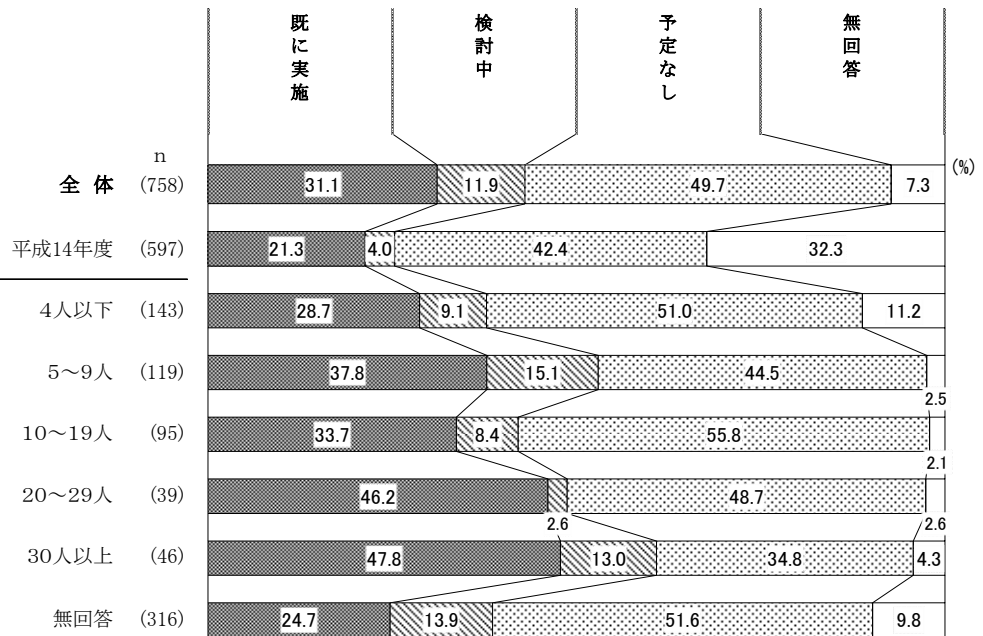 既に実施
検討中
予定なし
無回答
n
(%)
全 体 (758) 31.1 11.9 49.7 7.3
平成14年度 (597) 21.3 4.0 42.4 32.3
4人以下 (143) 28.7 9.1 51.0 11.2
5～9人 (119) 37.8 15.1 44.5 2.5
10～19人 (95) 33.7 8.4 55.8 2.1
20～29人 (39) 46.2 2.6 48.7 2.6
30人以上 (46) 47.8 13.0 34.8 4.3
無回答 (316) 24.7 13.9 51.6 9.8